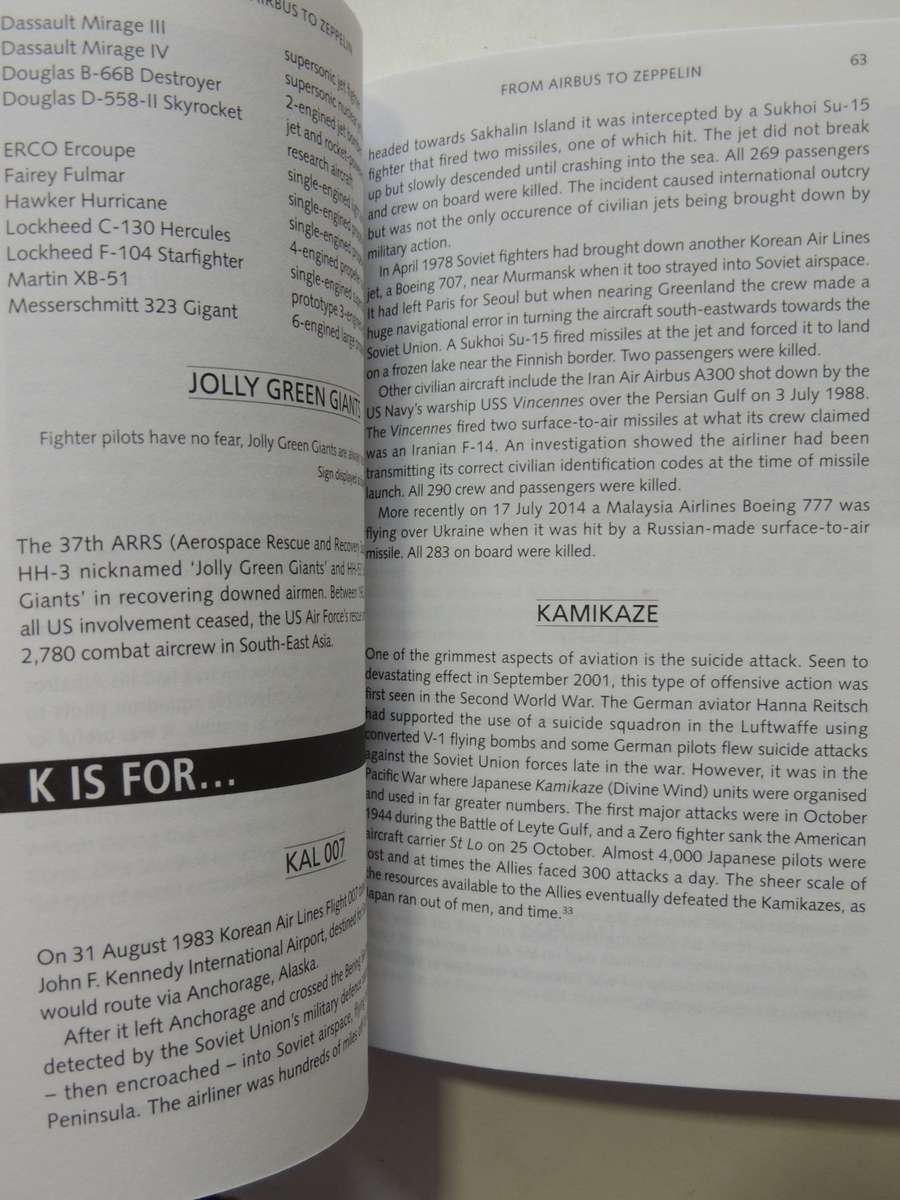 AIRBUS TO ZEPPELIN
Dassault Mirage III
Dassault Mirage IV
Douglas B-66B Destroyer
Douglas D-558-II Skyrocket
ERCO Ercoupe
Fairey Fulmar
Hawker Hurricane
Lockheed C-130 Hercules
Lockheed F-104 Starfighter
Martin XB-51
Messerschmitt 323 Gigant
supersonic jet fighter
supersonic nuclear
2-engined jet
jet and
research aircraft
single-engined
single-engined
single-engined
4-engined
single-engined
prototype
6-engined large
JOLLY GREEN GIANTS
Fighter pilots have no fear, Jolly Green Giants are
Sign displayed
The 37th ARRS (Aerospace Rescue and Recovery
HH-3 nicknamed ‘Jolly Green Giants’ and
Giants’ in recovering downed airmen. Between
all US involvement ceased, the US Air Force’s rescue
2,780 combat aircrew in South-East Asia.
K IS FOR...
KAL 007
On 31 August 1983 Korean Air Lines Flight 007
John F. Kennedy International Airport, destined for
would route via Anchorage, Alaska.
After it left Anchorage and crossed the Bering
detected by the Soviet Union’s military defence
– then encroached – into Soviet airspace, flying
Peninsula. The airliner was hundreds of miles off
FROM AIRBUS TO ZEPPELIN
63
headed towards Sakhalin Island it was intercepted by a Sukhoi Su-15
fighter that fired two missiles, one of which hit. The jet did not break
up but slowly descended until crashing into the sea. All 269 passengers
and crew on board were killed. The incident caused international outcry
but was not the only occurence of civilian jets being brought down by
military action.
In April 1978 Soviet fighters had brought down another Korean Air Lines
jet, a Boeing 707, near Murmansk when it too strayed into Soviet airspace.
It had left Paris for Seoul but when nearing Greenland the crew made a
huge navigational error in turning the aircraft south-eastwards towards the
Soviet Union. A Sukhoi Su-15 fired missiles at the jet and forced it to land
on a frozen lake near the Finnish border. Two passengers were killed.
Other civilian aircraft include the Iran Air Airbus A300 shot down by the
US Navy’s warship USS Vincennes over the Persian Gulf on 3 July 1988.
The Vincennes fired two surface-to-air missiles at what its crew claimed
was an Iranian F-14. An investigation showed the airliner had been
transmitting its correct civilian identification codes at the time of missile
launch. All 290 crew and passengers were killed.
More recently on 17 July 2014 a Malaysia Airlines Boeing 777 was
flying over Ukraine when it was hit by a Russian-made surface-to-air
missile. All 283 on board were killed.
KAMIKAZE
One of the grimmest aspects of aviation is the suicide attack. Seen to
devastating effect in September 2001, this type of offensive action was
first seen in the Second World War. The German aviator Hanna Reitsch
had supported the use of a suicide squadron in the Luftwaffe using
converted V-1 flying bombs and some German pilots flew suicide attacks
against the Soviet Union forces late in the war. However, it was in the
Pacific War where Japanese Kamikaze (Divine Wind) units were organised
and used in far greater numbers. The first major attacks were in October
1944 during the Battle of Leyte Gulf, and a Zero fighter sank the American
aircraft carrier St Lo on 25 October. Almost 4,000 Japanese pilots were
lost and at times the Allies faced 300 attacks a day. The sheer scale of
the resources available to the Allies eventually defeated the Kamikazes, as
Japan ran out of men, and time.³³